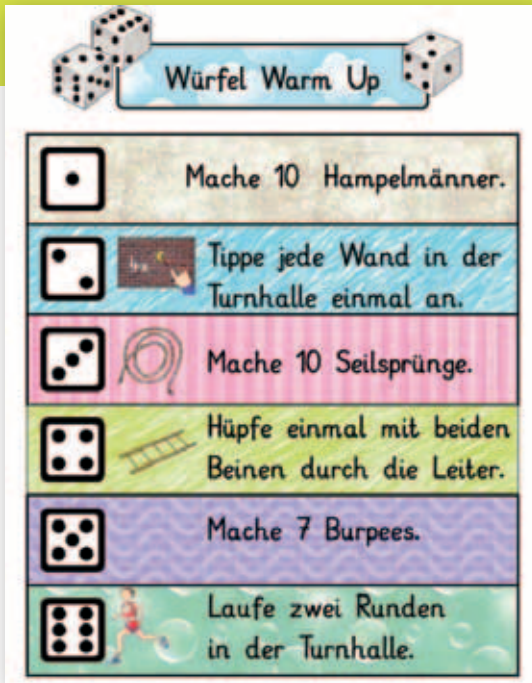 Würfel Warm Up
Mache 10 Hampelmänner.
Tippe jede Wand in der
Turnhalle einmal an.
Mache 10 Seilsprünge.
Hüpfe einmal mit beiden
Beinen durch die Leiter.
Mache 7 Burpees.
Laufe zwei Runden
in der Turnhalle.